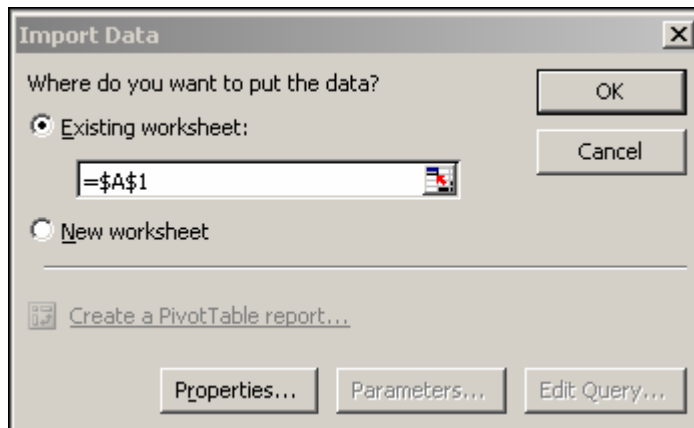 Import Data
Where do you want to put the data?
OK
Existing worksheet:
Cancel
=$A$1
New worksheet
Create a PivotTable report...
Properties...
Parameters...
Edit Query...